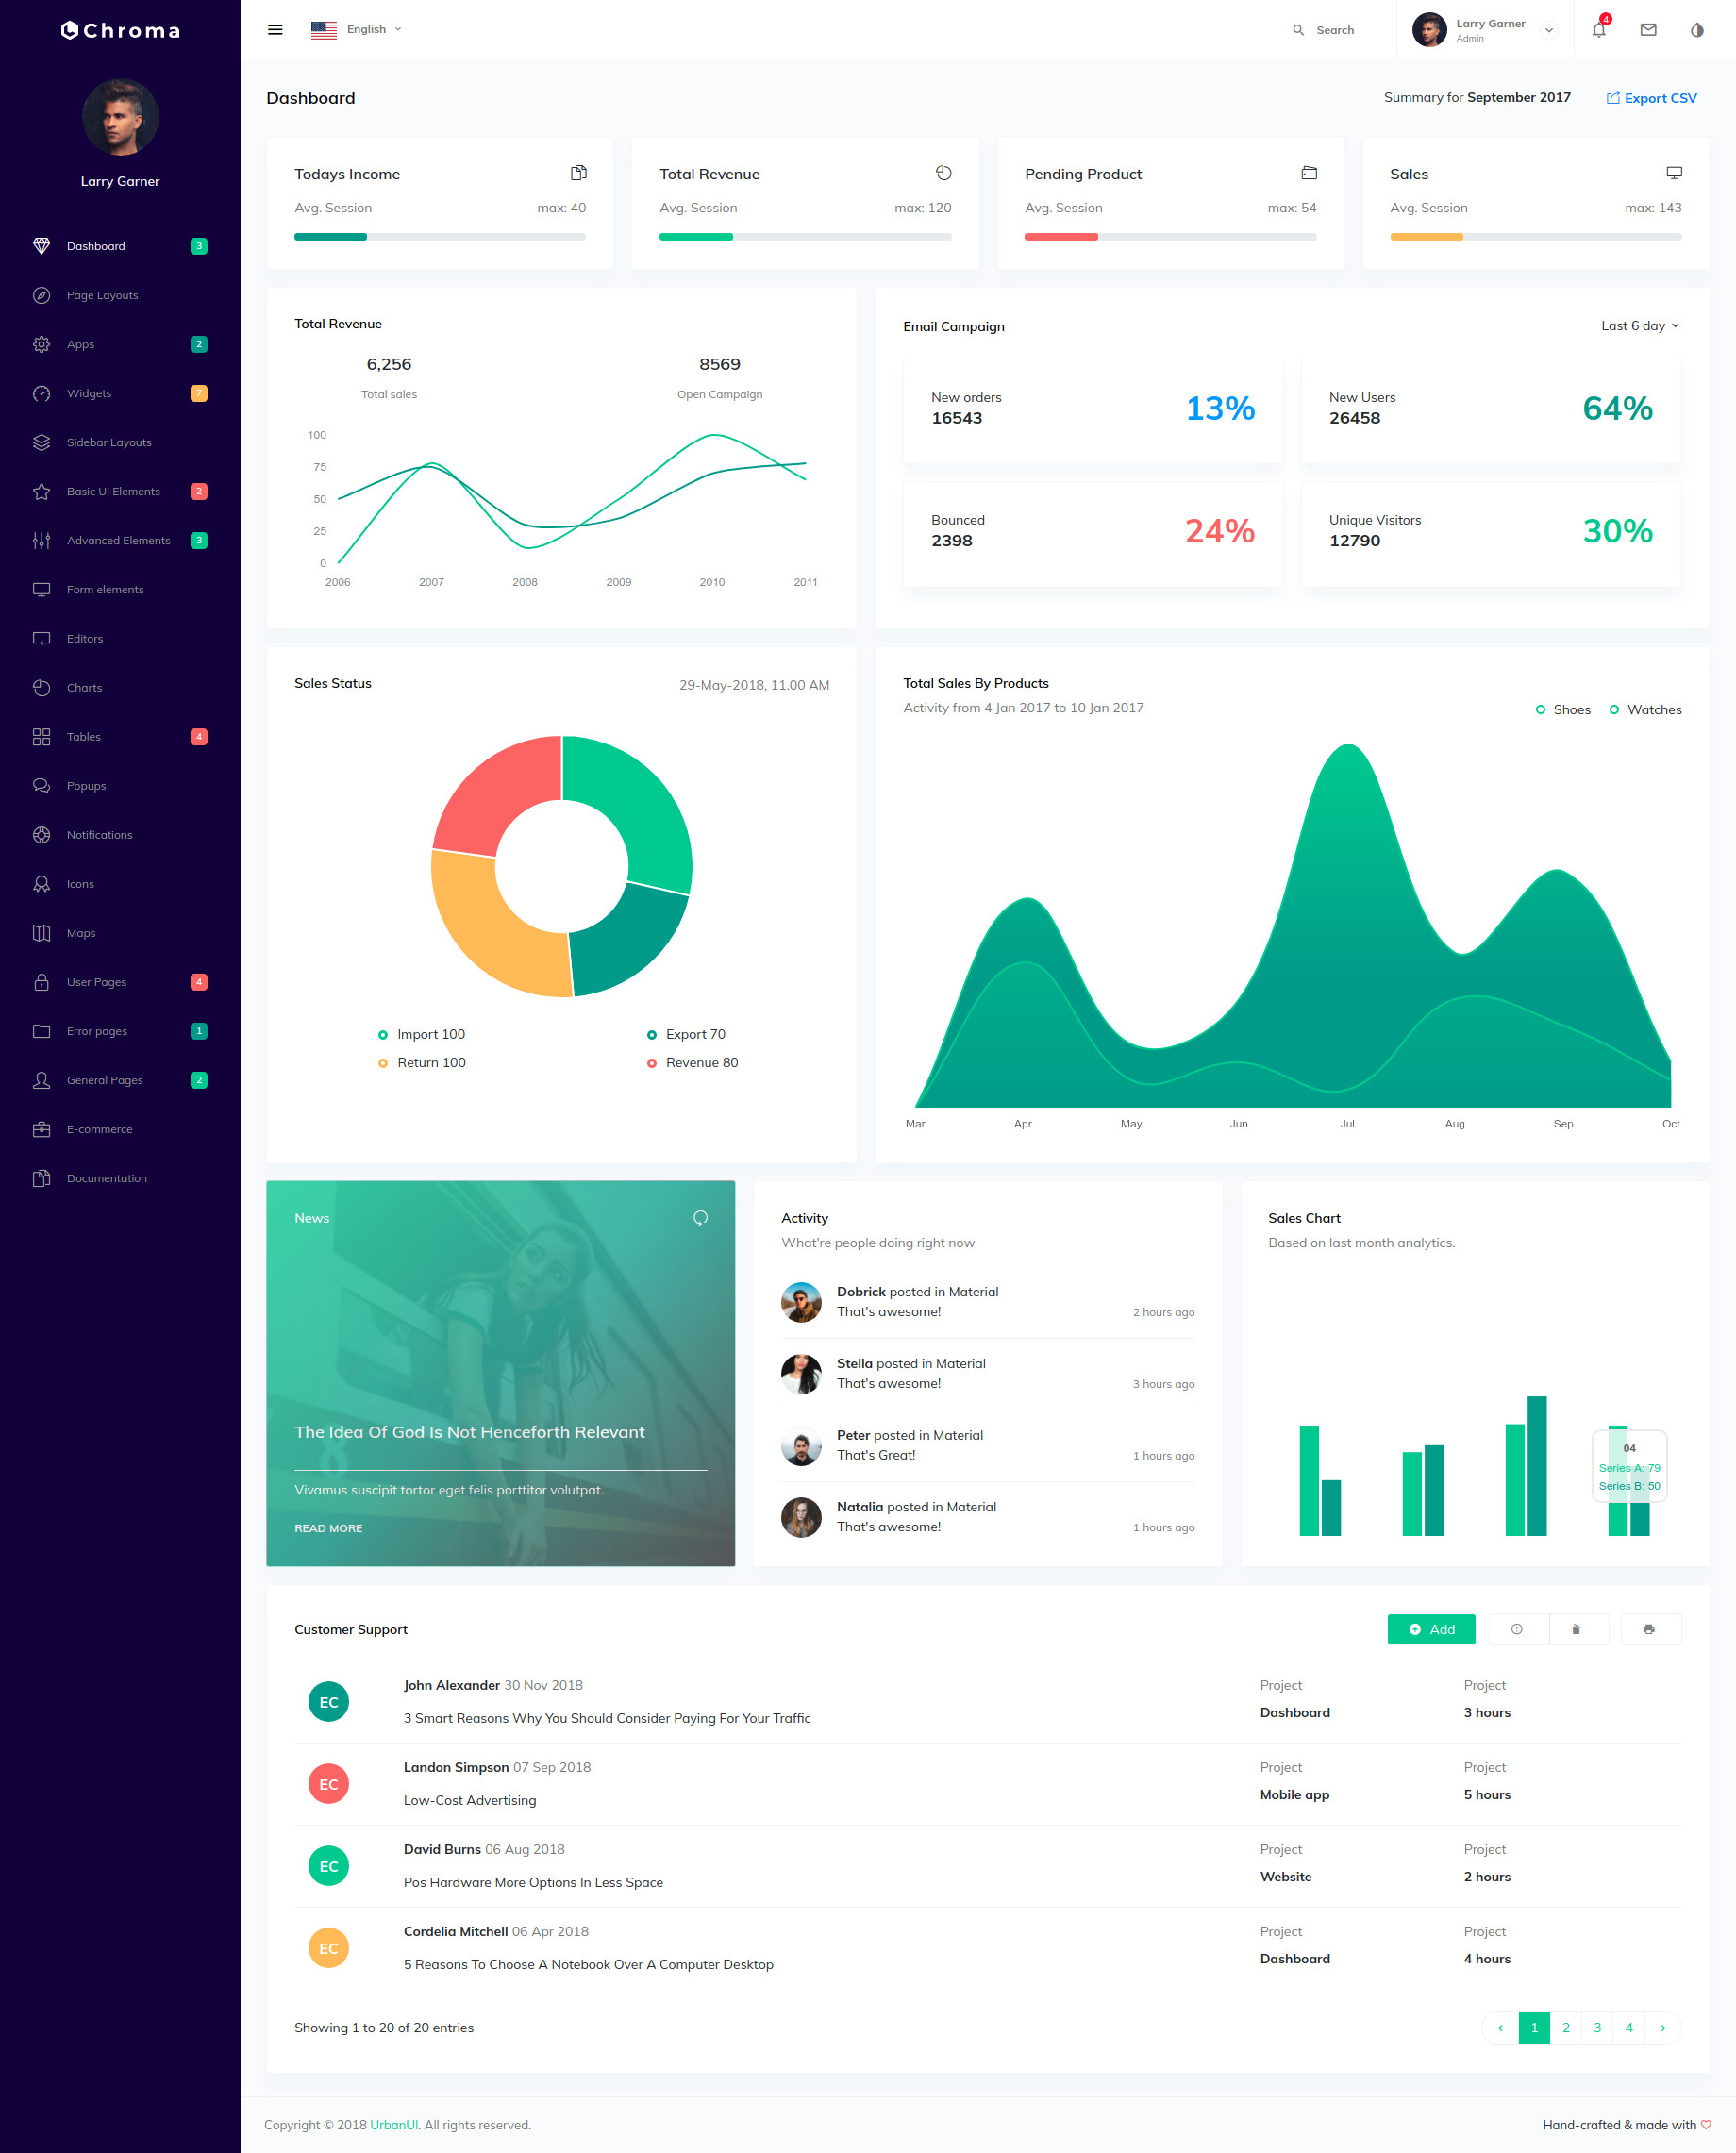 Chroma
Larry Garner
Dashboard 3
Page Layouts
Apps 2
Widgets 7
Sidebar Layouts
Basic UI Elements 2
Advanced Elements 3
Form elements
Editors
Charts
Tables 4
Popups
Notifications
Icons
Maps
User Pages 4
Error pages 1
General Pages 2
E-commerce
Documentation
English
Search
Larry Garner
Admin
4
Dashboard
Summary for September 2017
Export CSV
Todays Income
Avg. Session max: 40
Total Revenue
Avg. Session max: 120
Pending Product
Avg. Session max: 54
Sales
Avg. Session max: 143
Total Revenue
6,256
Total sales
8569
Open Campaign
100
75
50
25
0
2006 2007 2008 2009 2010 2011
Email Campaign
Last 6 day
New orders
16543
13%
New Users
26458
64%
Bounced
2398
24%
Unique Visitors
12790
30%
Sales Status
29-May-2018, 11.00 AM
Import 100
Export 70
Return 100
Revenue 80
Total Sales By Products
Activity from 4 Jan 2017 to 10 Jan 2017
Shoes Watches
Mar Apr May Jun Jul Aug Sep Oct
News
The Idea Of God Is Not Henceforth Relevant
Vivamus suscipit tortor eget felis porttitor volutpat.
READ MORE
Activity
What're people doing right now
Dobrick posted in Material
That's awesome!
2 hours ago
Stella posted in Material
That's awesome!
3 hours ago
Peter posted in Material
That's Great!
1 hours ago
Natalia posted in Material
That's awesome!
1 hours ago
Sales Chart
Based on last month analytics.
04
Series A: 79
Series B: 50
Customer Support
Add
EC
John Alexander 30 Nov 2018
3 Smart Reasons Why You Should Consider Paying For Your Traffic
Project
Dashboard
Project
3 hours
EC
Landon Simpson 07 Sep 2018
Low-Cost Advertising
Project
Mobile app
Project
5 hours
EC
David Burns 06 Aug 2018
Pos Hardware More Options In Less Space
Project
Website
Project
2 hours
EC
Cordelia Mitchell 06 Apr 2018
5 Reasons To Choose A Notebook Over A Computer Desktop
Project
Dashboard
Project
4 hours
Showing 1 to 20 of 20 entries
‹ 1 2 3 4 ›
Copyright © 2018 UrbanUI. All rights reserved.
Hand-crafted & made with ♡